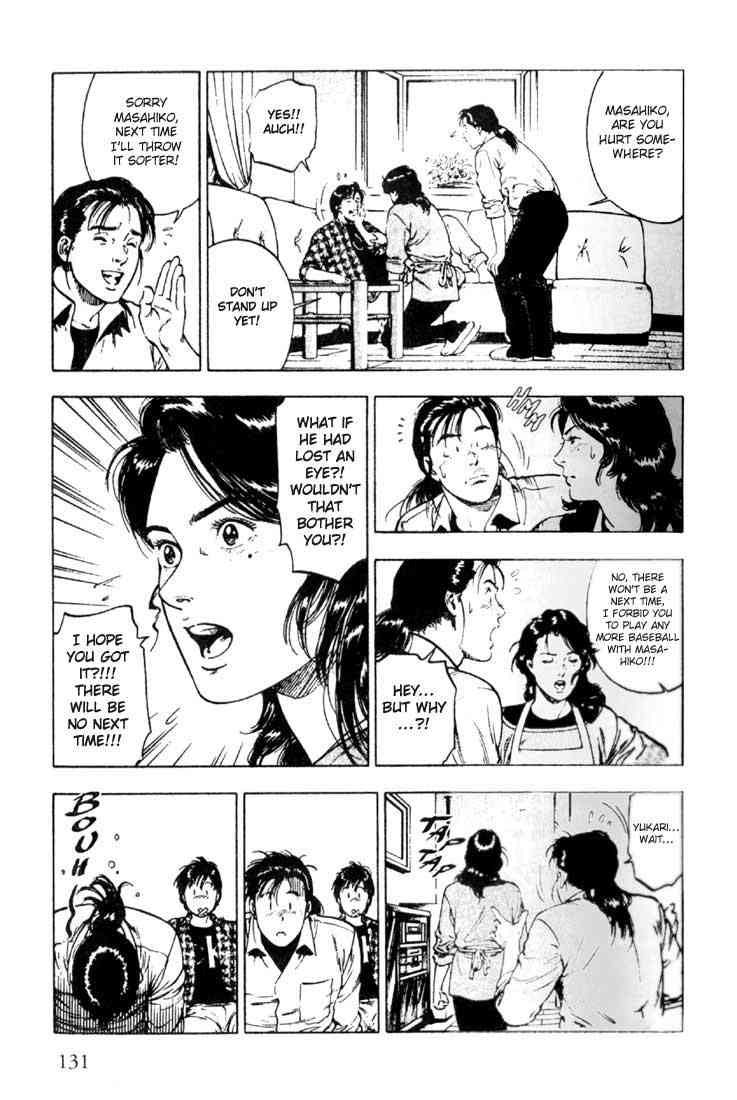 MASAHIKO,
ARE YOU
HURT SOME-
WHERE?
YES!!
AUCH!!
DON'T
STAND UP
YET!
SORRY
MASAHIKO,
NEXT TIME
I'LL THROW
IT SOFTER!
HMM
HMM
NO, THERE
WON'T BE A
NEXT TIME,
I FORBID YOU
TO PLAY ANY
MORE BASEBALL
WITH MASA-
HIKO!!!
HEY...
BUT WHY
...?!
WHAT IF
HE HAD
LOST AN
EYE?!
WOULDN'T
THAT
BOTHER
YOU?!
I HOPE
YOU GOT
IT?!!!
THERE
WILL BE
NO NEXT
TIME!!!
YUKARI...
WAIT...
TAP
TAP
BOUH!
131